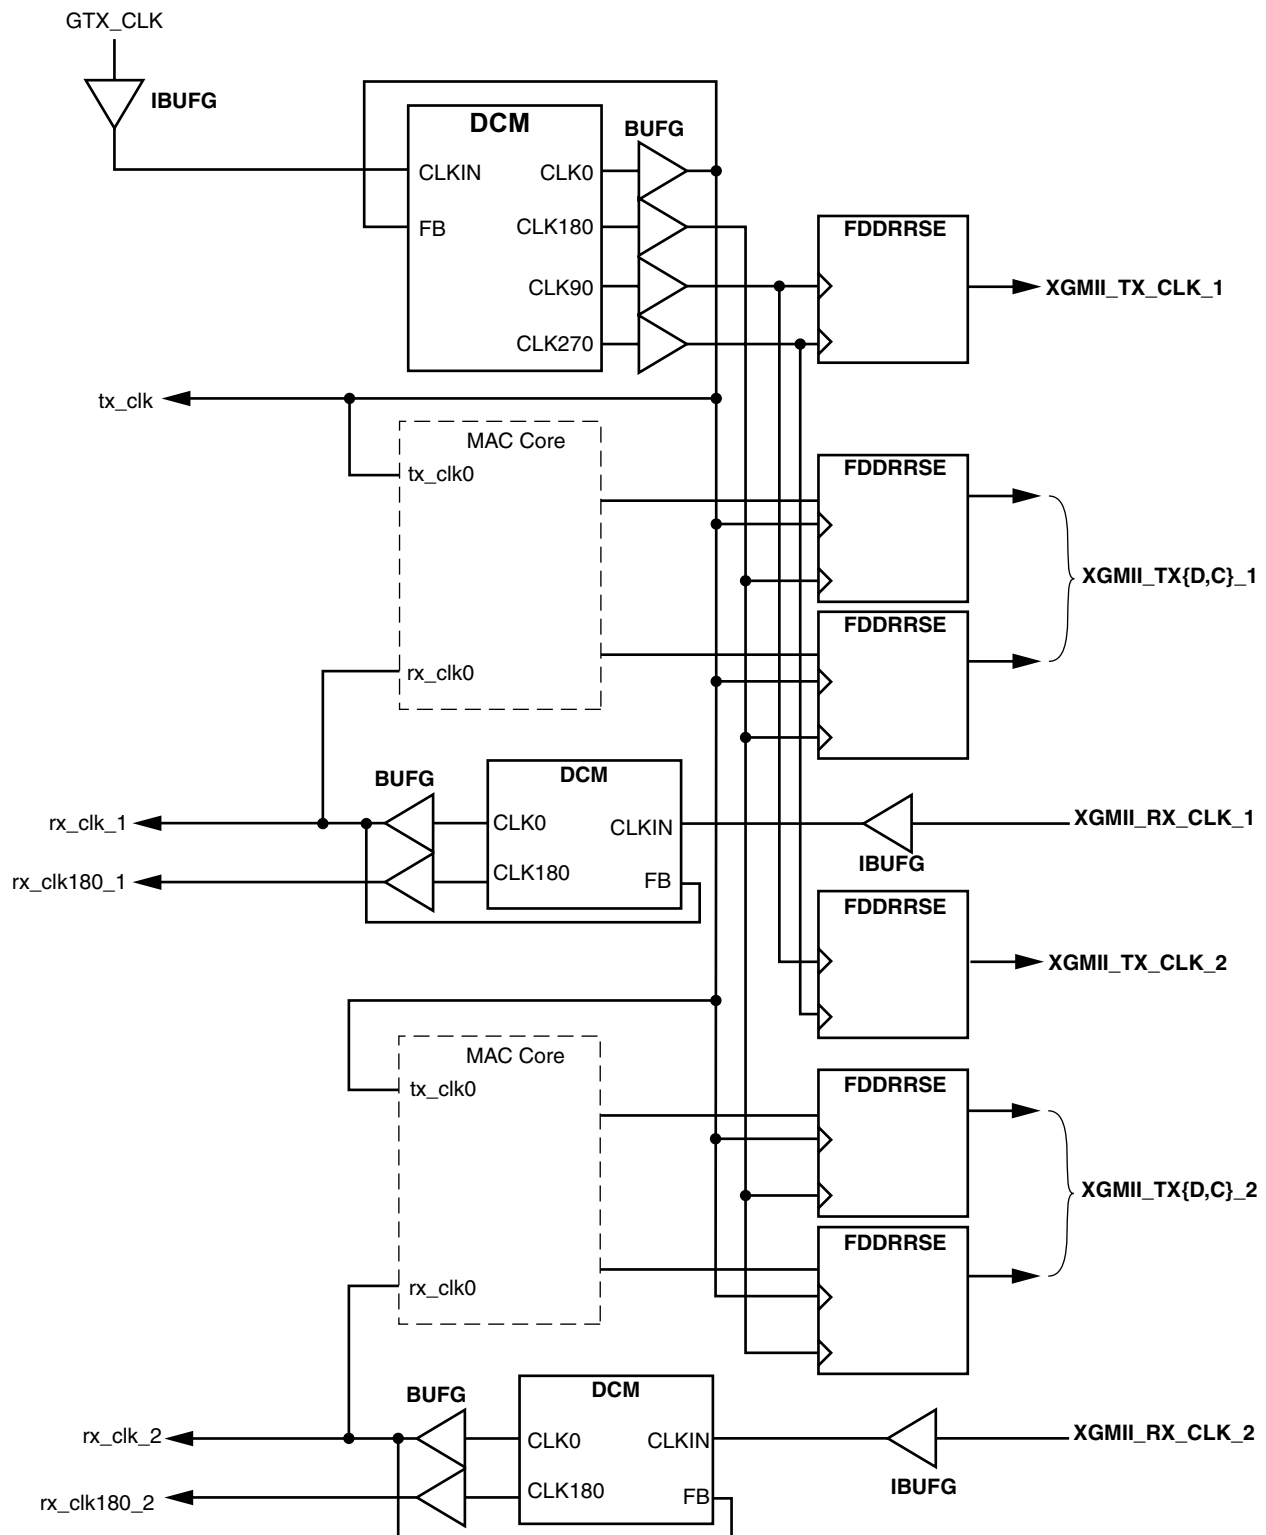 GTX_CLK
IBUFG
DCM
BUFG
CLKIN
CLK0
FB
CLK180
CLK90
CLK270
FDDRRSE
XGMII_TX_CLK_1
tx_clk
MAC Core
tx_clk0
rx_clk0
FDDRRSE
XGMII_TX{D,C}_1
FDDRRSE
BUFG
DCM
rx_clk_1
CLK0
CLKIN
XGMII_RX_CLK_1
IBUFG
rx_clk180_1
CLK180
FB
FDDRRSE
XGMII_TX_CLK_2
MAC Core
tx_clk0
rx_clk0
FDDRRSE
XGMII_TX{D,C}_2
FDDRRSE
BUFG
DCM
rx_clk_2
CLK0
CLKIN
XGMII_RX_CLK_2
IBUFG
rx_clk180_2
CLK180
FB